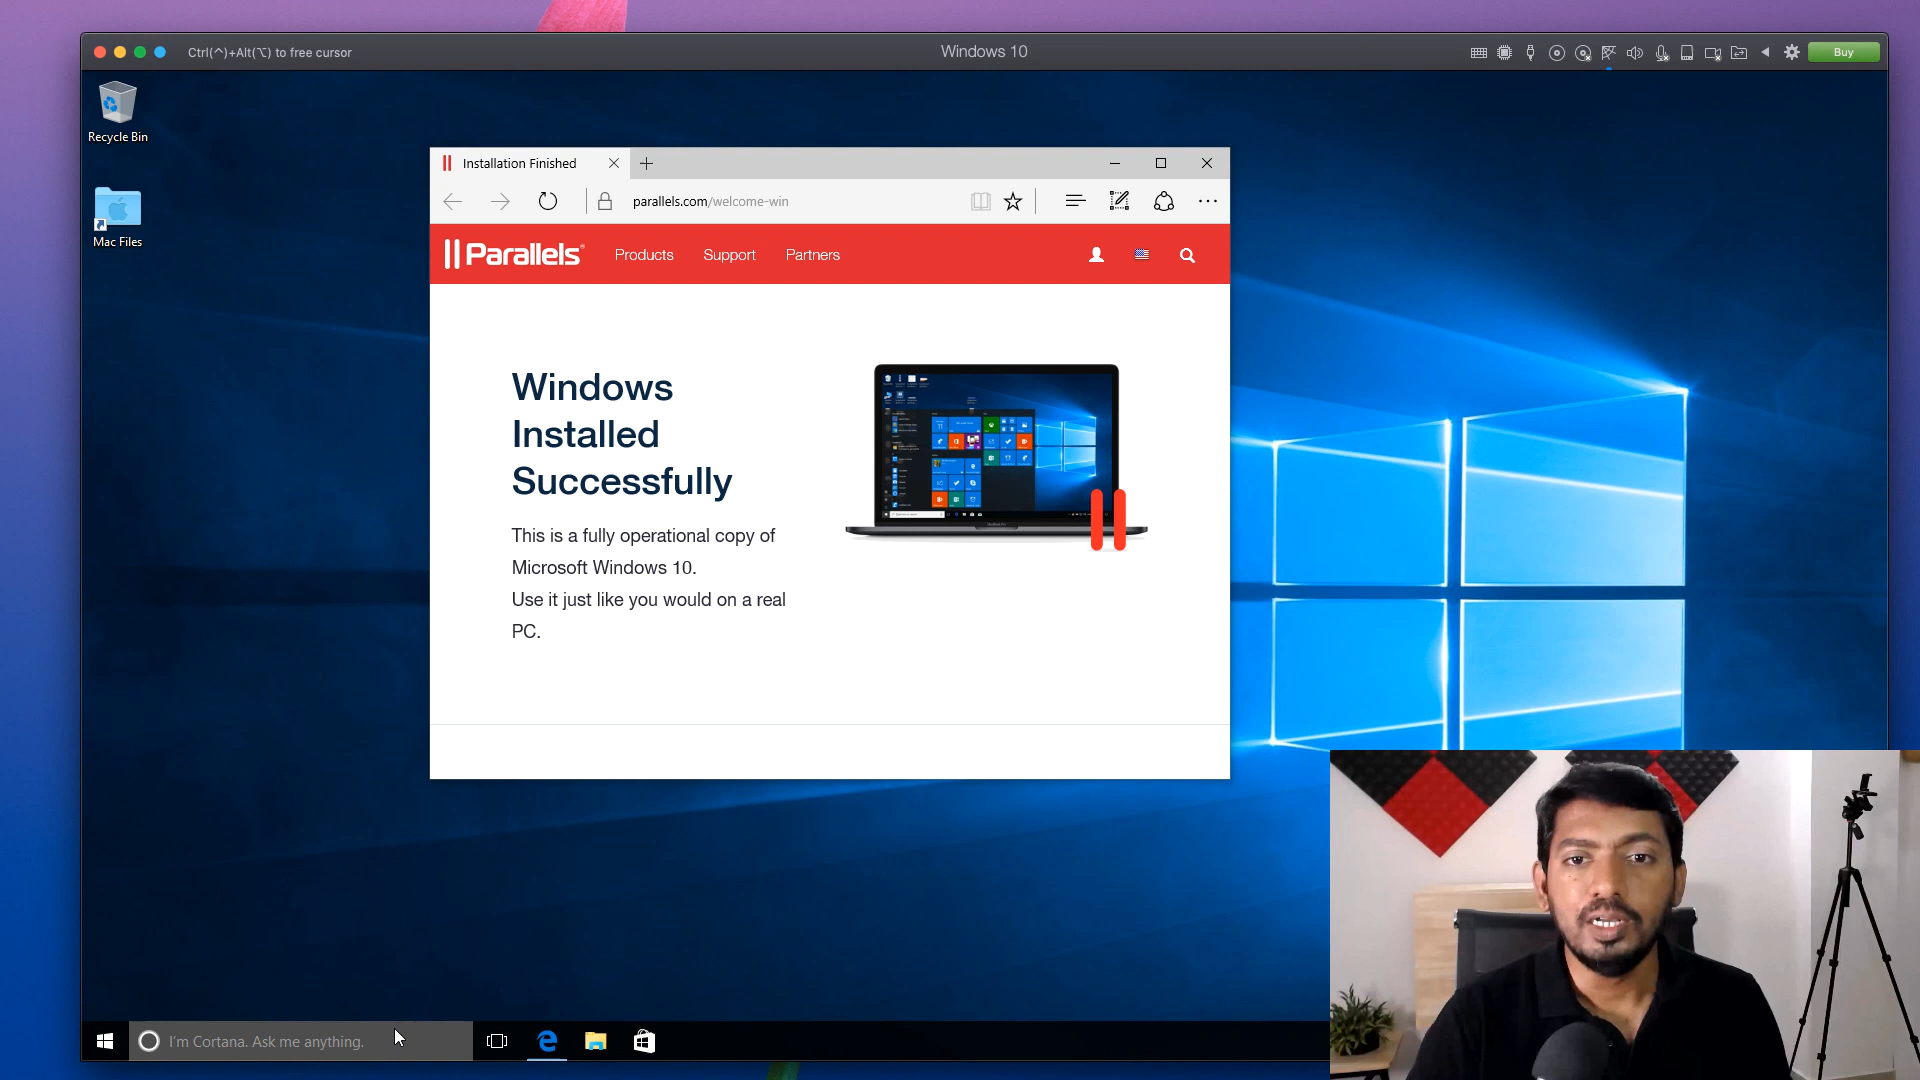 Ctrl(^)+Alt(⌥) to free cursor
Windows 10
Buy
Recycle Bin
Mac Files
Installation Finished
parallels.com/welcome-win
Parallels
Products
Support
Partners
Windows
Installed
Successfully
This is a fully operational copy of
Microsoft Windows 10.
Use it just like you would on a real
PC.
I'm Cortana. Ask me anything.